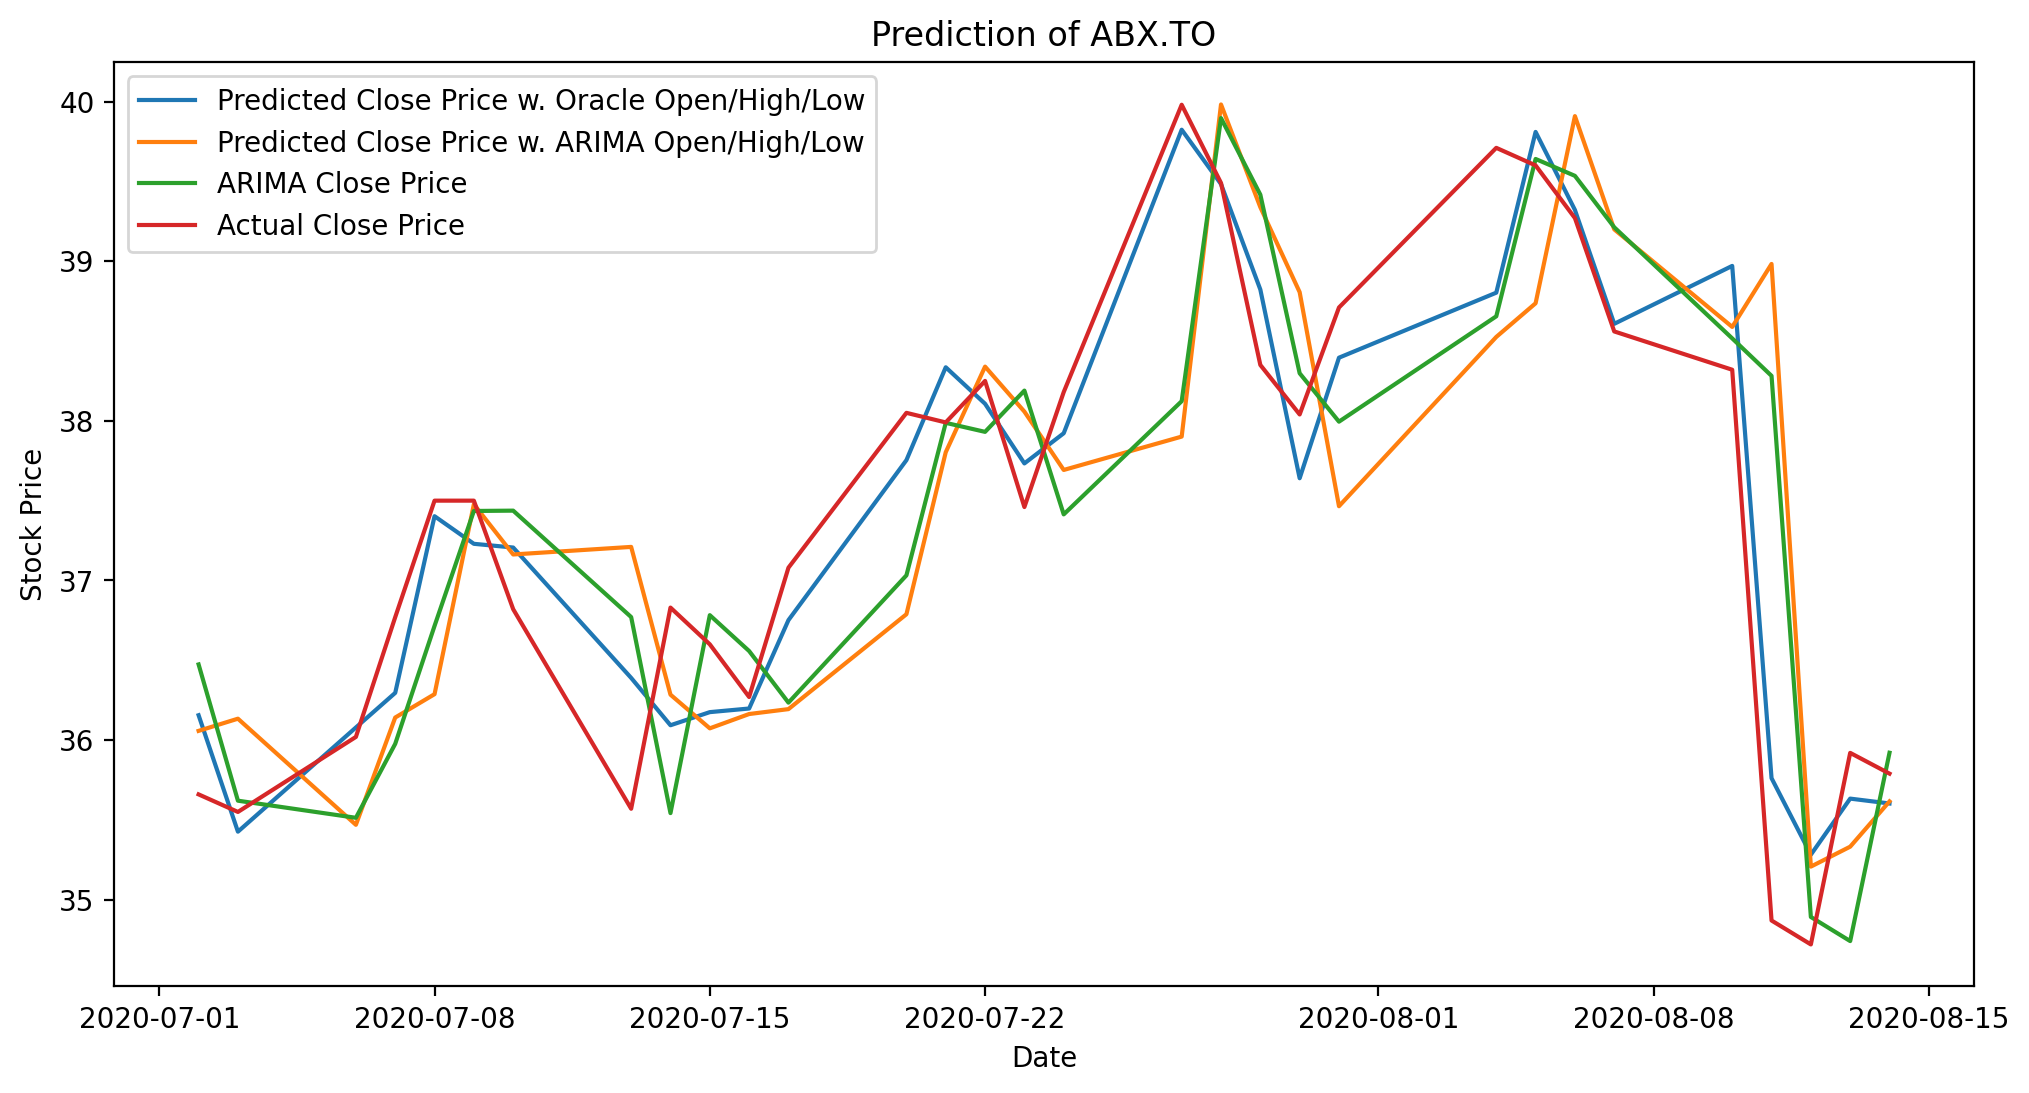 Prediction of ABX.TO
Predicted Close Price w. Oracle Open/High/Low
Predicted Close Price w. ARIMA Open/High/Low
ARIMA Close Price
Actual Close Price
40
39
38
37
36
35
Stock Price
2020-07-01 2020-07-08 2020-07-15 2020-07-22 2020-08-01 2020-08-08 2020-08-15
Date